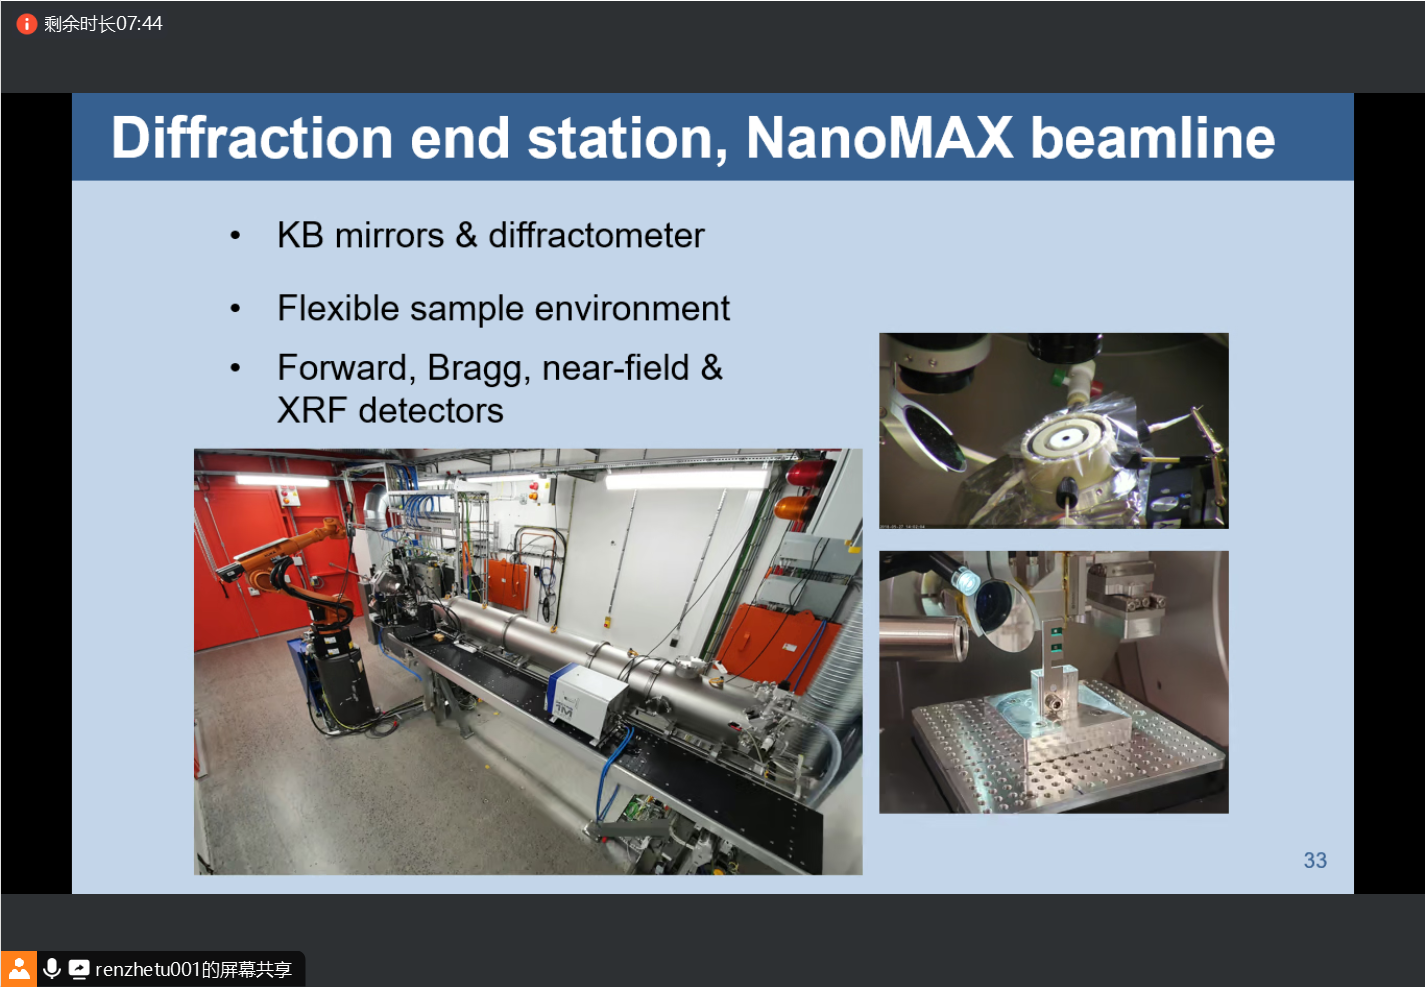 剩余时长07:44
Diffraction end station, NanoMAX beamline
• KB mirrors & diffractometer
• Flexible sample environment
• Forward, Bragg, near-field &
XRF detectors
33
renzhetu001的屏幕共享